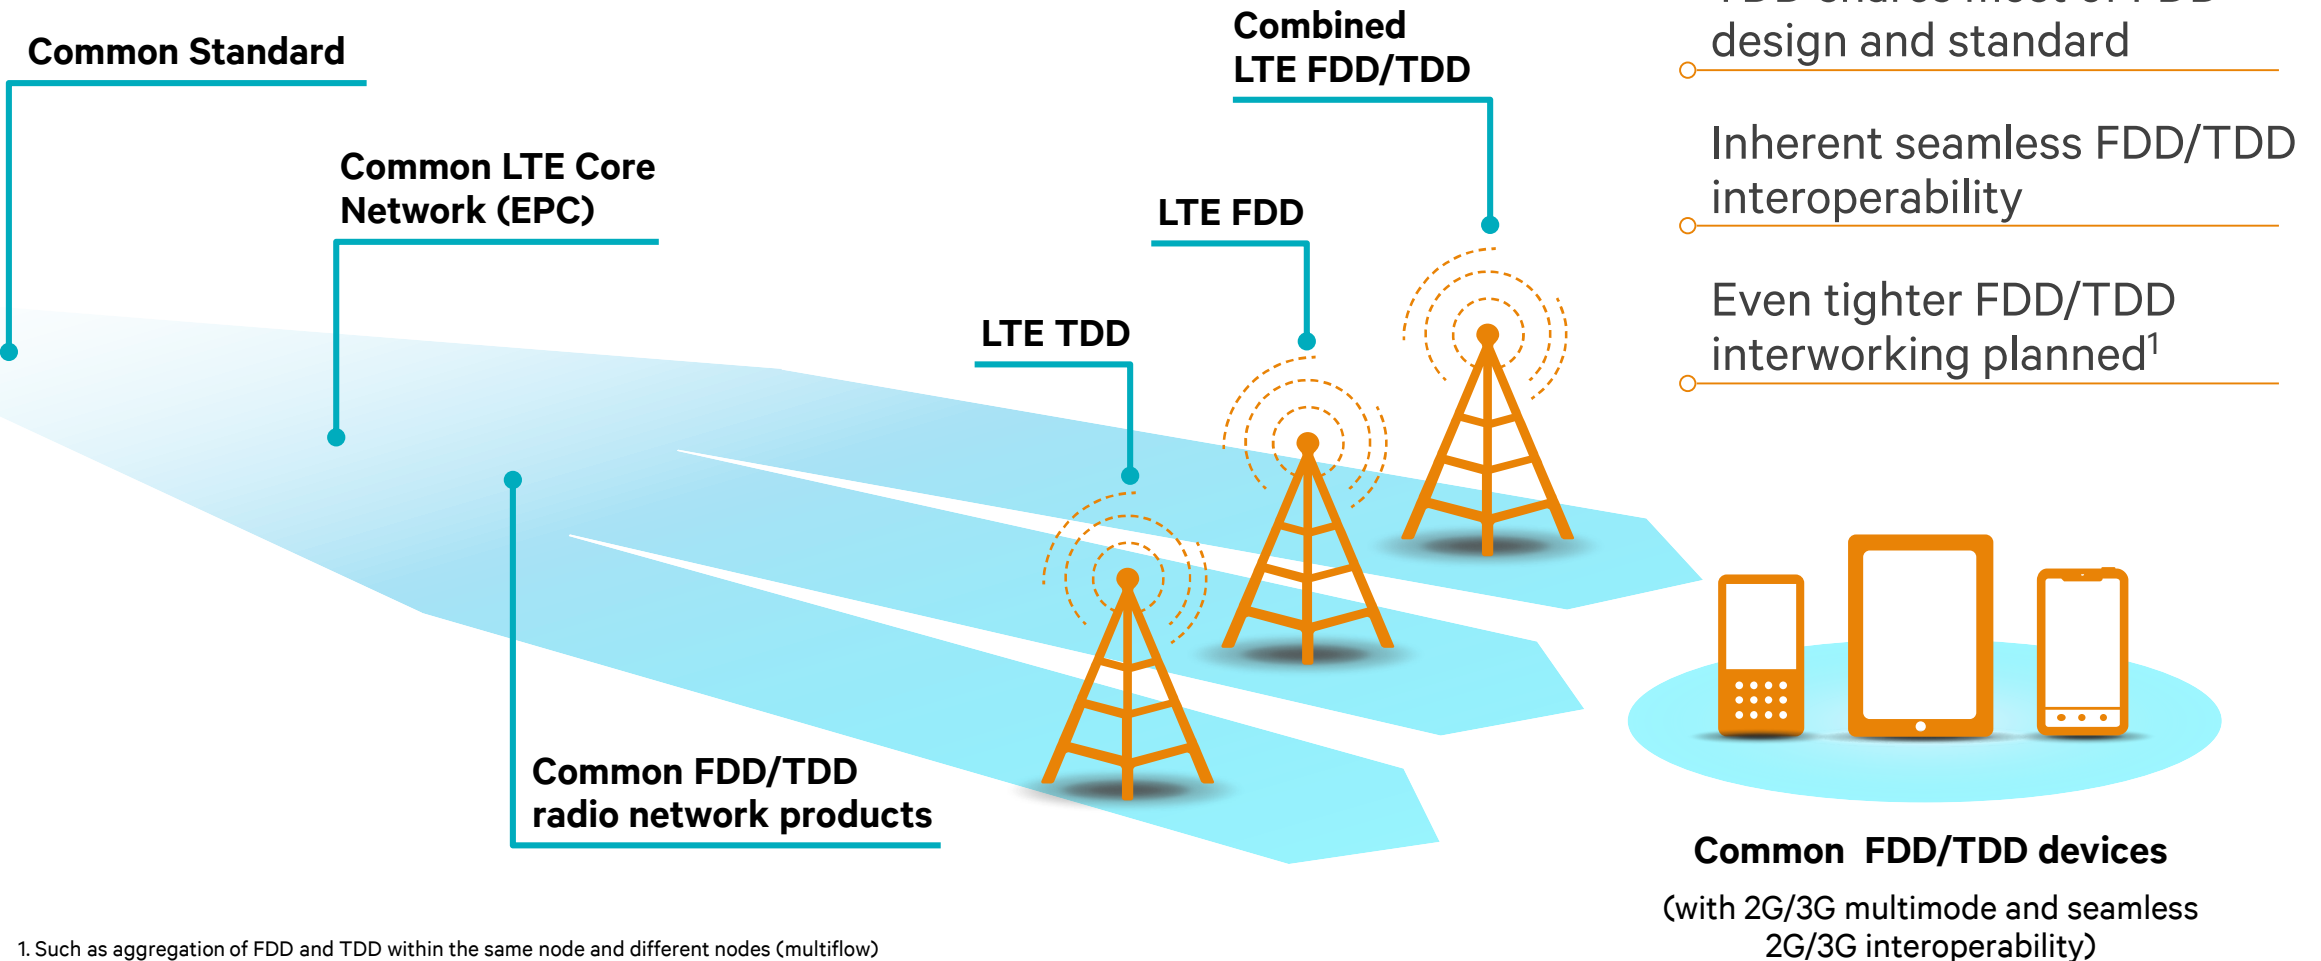 Common Standard
Common LTE Core
Network (EPC)
Combined
LTE FDD/TDD
LTE FDD
LTE TDD
Common FDD/TDD
radio network products
design and standard
Inherent seamless FDD/TDD
interoperability
Even tighter FDD/TDD
interworking planned¹
Common FDD/TDD devices
(with 2G/3G multimode and seamless
2G/3G interoperability)
1. Such as aggregation of FDD and TDD within the same node and different nodes (multiflow)